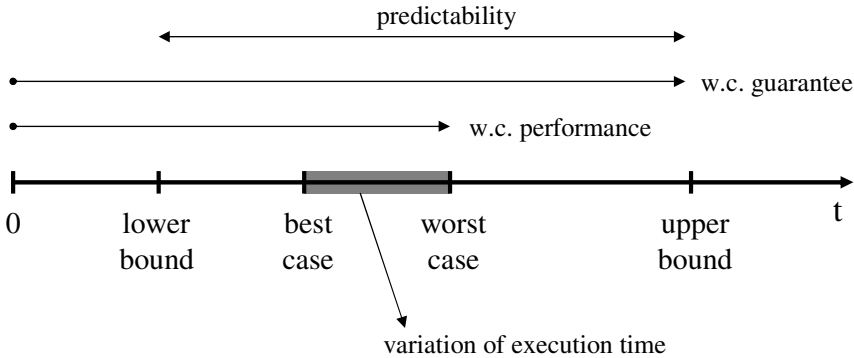 predictability
w.c. guarantee
w.c. performance
0
lower
bound
best
case
worst
case
upper
bound
t
variation of execution time